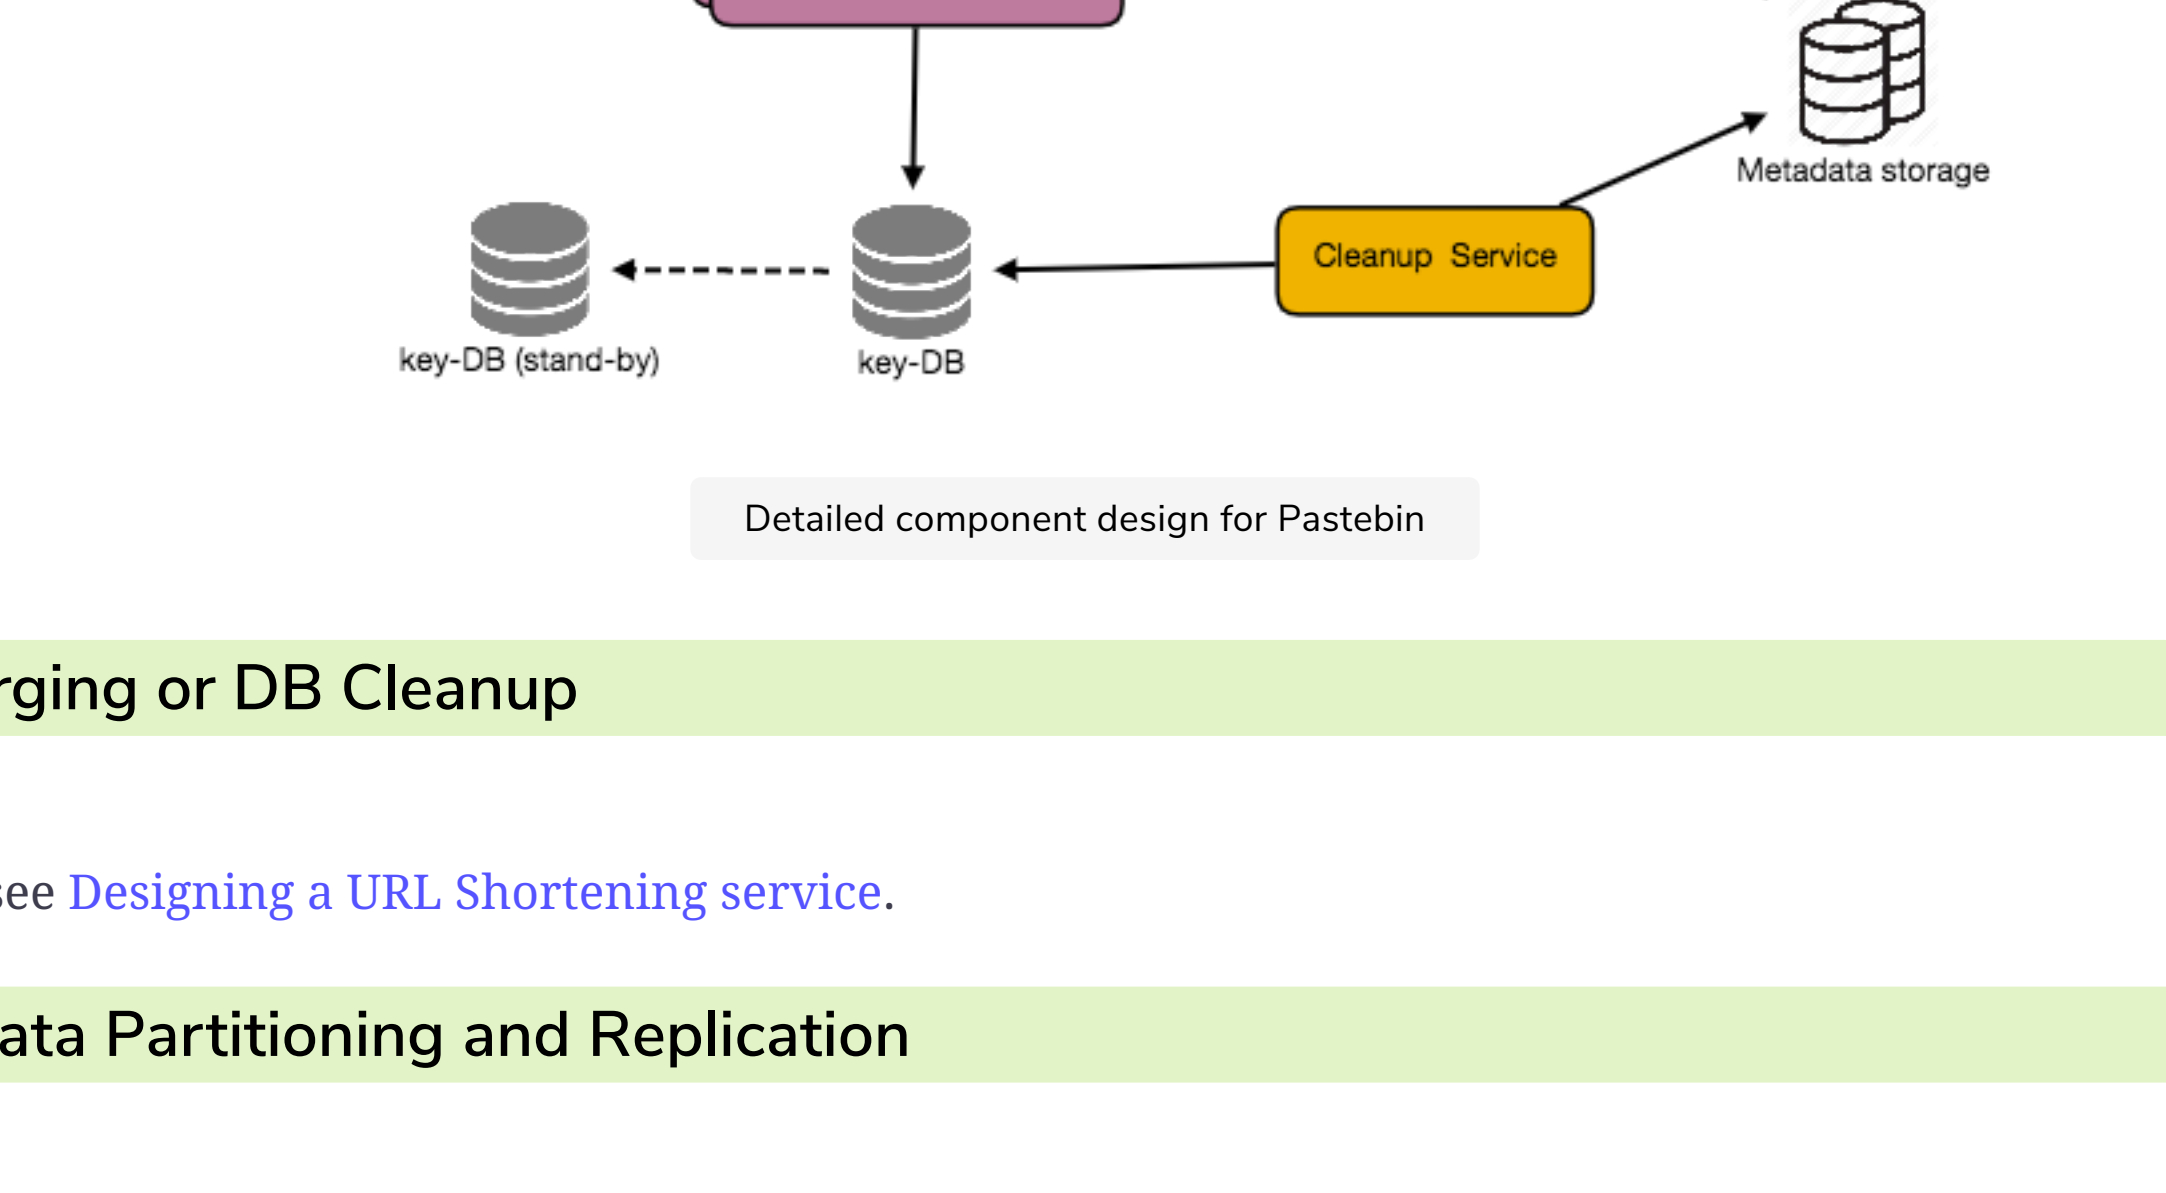 Metadata storage
Cleanup Service
key-DB (stand-by)
key-DB
Detailed component design for Pastebin
rging or DB Cleanup
see Designing a URL Shortening service.
ata Partitioning and Replication